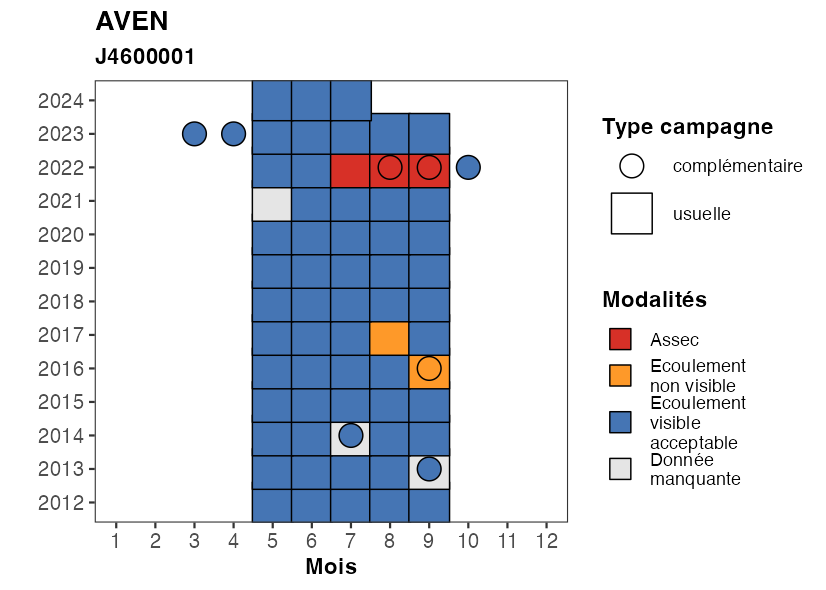 AVEN
J4600001
2024
2023
2022
2021
2020
2019
2018
2017
2016
2015
2014
2013
2012
1 2 3 4 5 6 7 8 9 10 11 12
Mois
Type campagne
complémentaire
usuelle
Modalités
Assec
Ecoulement
non visible
Ecoulement
visible
acceptable
Donnée
manquante